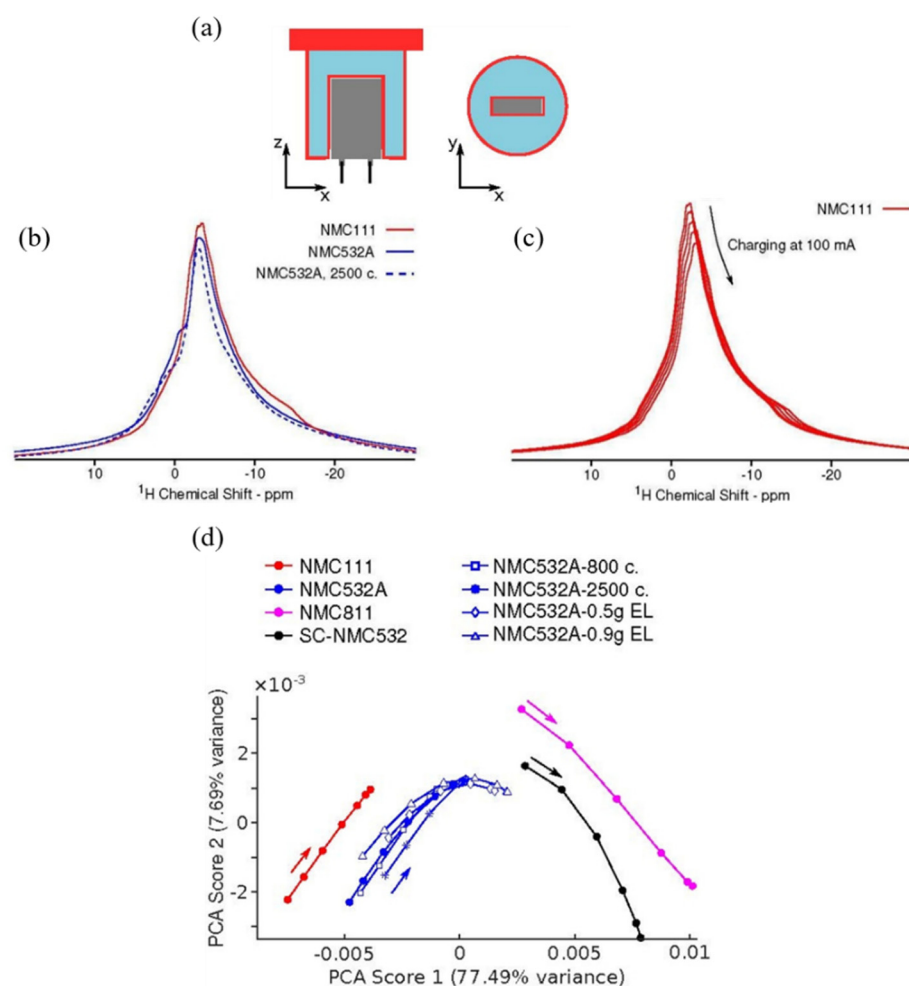 (a)
z
x
y
x
(b)
NMC111
NMC532A
NMC532A, 2500 c.
10 0 -10 -20
¹H Chemical Shift - ppm
(c)
NMC111
Charging at 100 mA
10 0 -10 -20
¹H Chemical Shift - ppm
(d)
NMC111 NMC532A-800 c.
NMC532A NMC532A-2500 c.
NMC811 NMC532A-0.5g EL
SC-NMC532 NMC532A-0.9g EL
×10⁻³
2
0
-2
PCA Score 2 (7.69% variance)
-0.005 0 0.005 0.01
PCA Score 1 (77.49% variance)